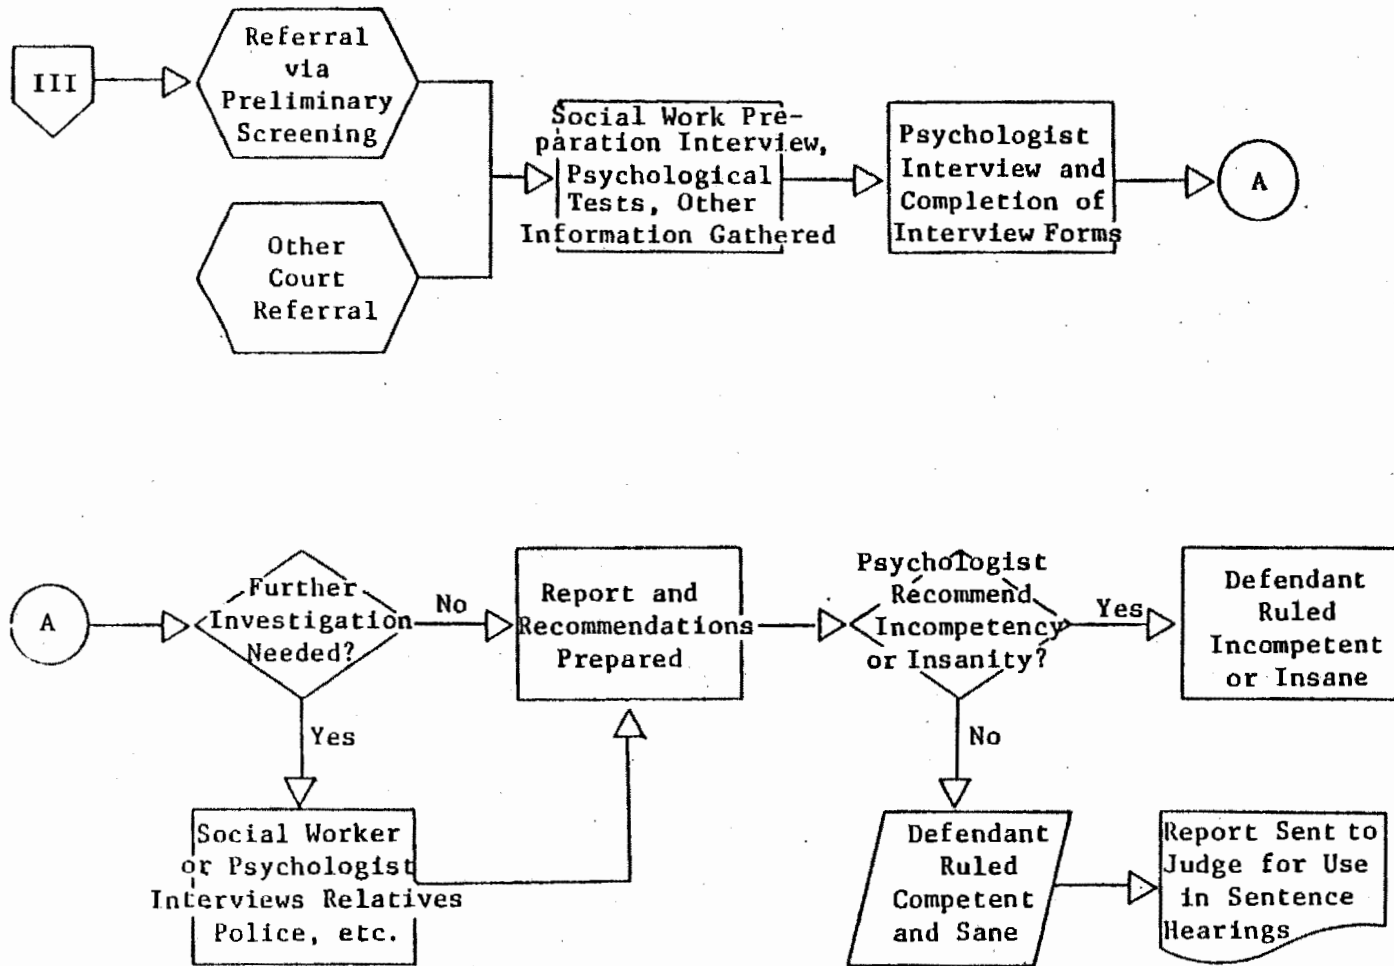 III
Referral
via
Preliminary
Screening
Other
Court
Referral
Social Work Pre-
paration Interview,
Psychological
Tests, Other
Information Gathered
Psychologist
Interview and
Completion of
Interview Forms
A
A
Further
Investigation
Needed?
No
Yes
Social Worker
or Psychologist
Interviews Relatives
Police, etc.
Report and
Recommendations
Prepared
Psychologist
Recommend
Incompetency
or Insanity?
Yes
No
Defendant
Ruled
Incompetent
or Insane
Defendant
Ruled
Competent
and Sane
Report Sent to
Judge for Use
in Sentence
Hearings